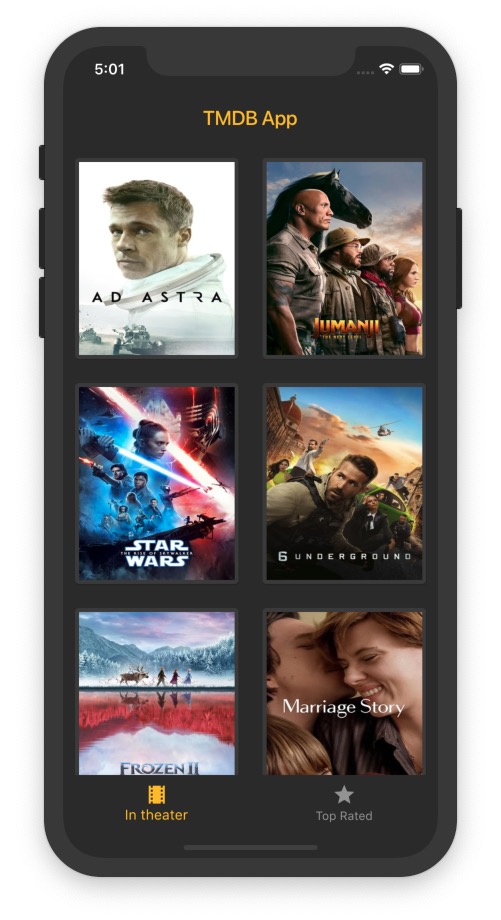 5:01
TMDB App
AD ASTRA
JUMANJI
THE NEXT LEVEL
STAR
THE RISE OF SKYWALKER
WARS
6 UNDERGROUND
Marriage Story
FROZEN II
In theater
Top Rated